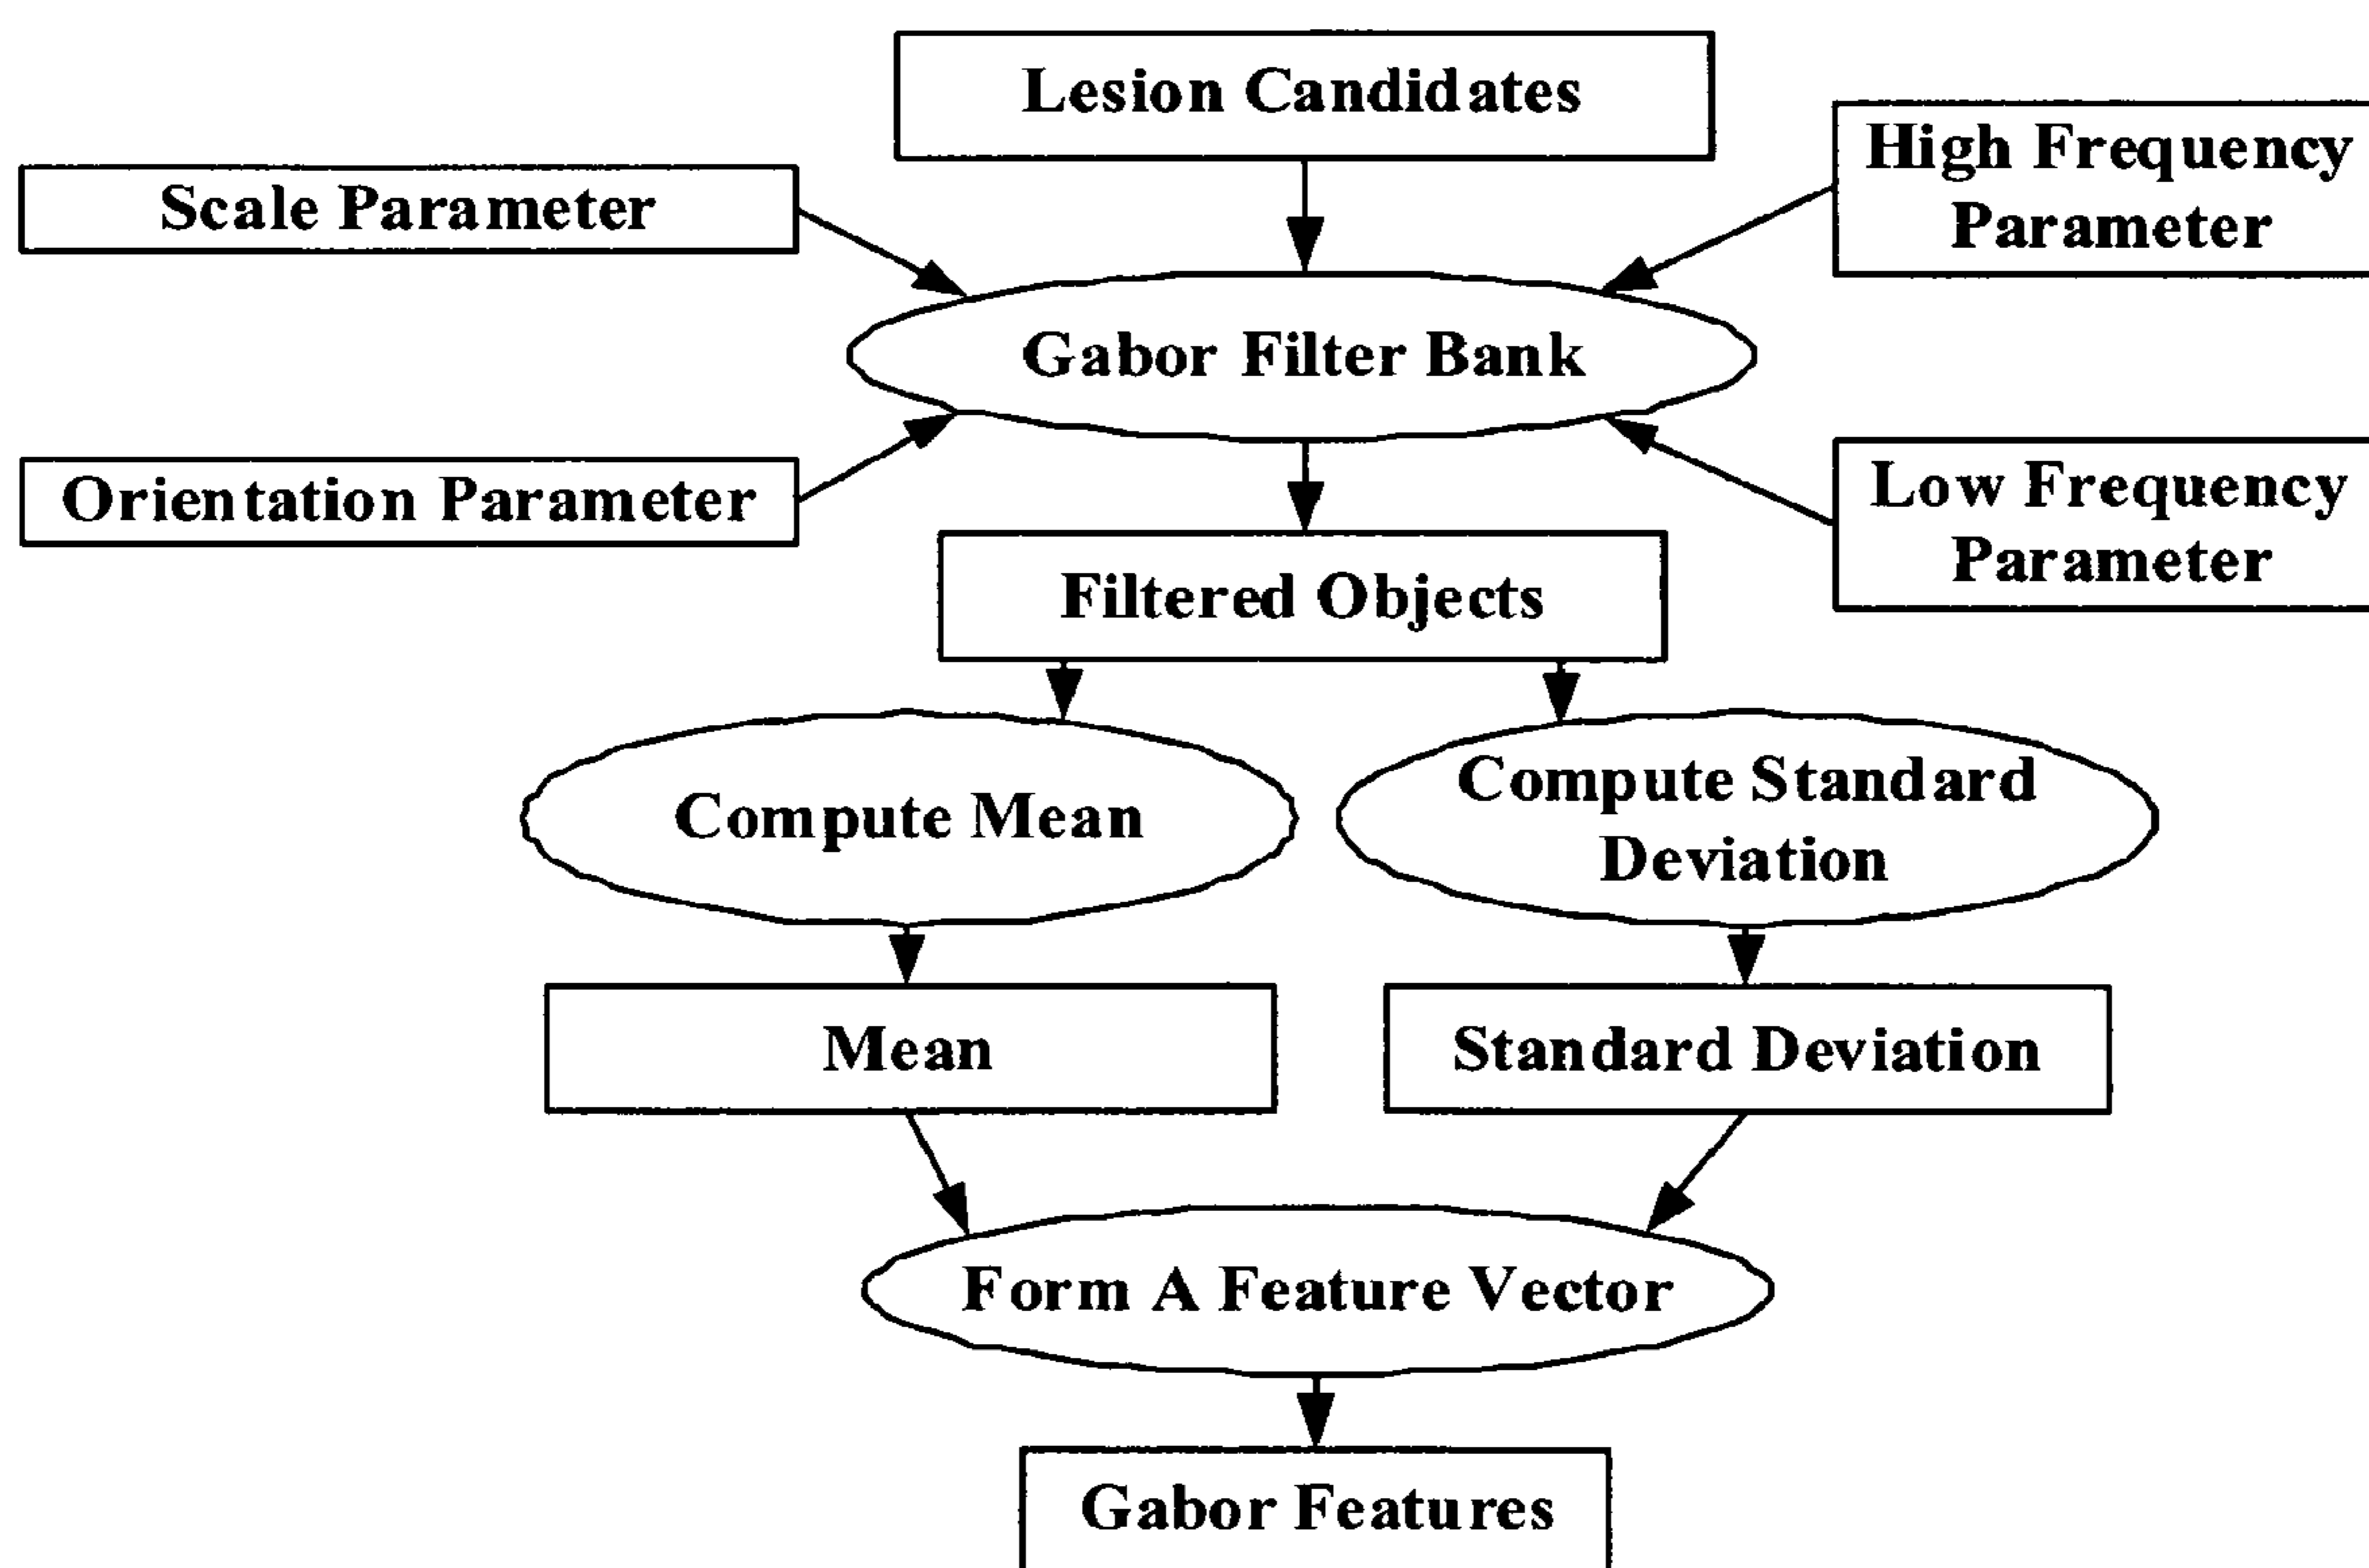 Lesion Candidates
High Frequency
Parameter
Scale Parameter
Gabor Filter Bank
Orientation Parameter
Low Frequency
Parameter
Filtered Objects
Compute Mean
Compute Standard
Deviation
Mean
Standard Deviation
Form A Feature Vector
Gabor Features